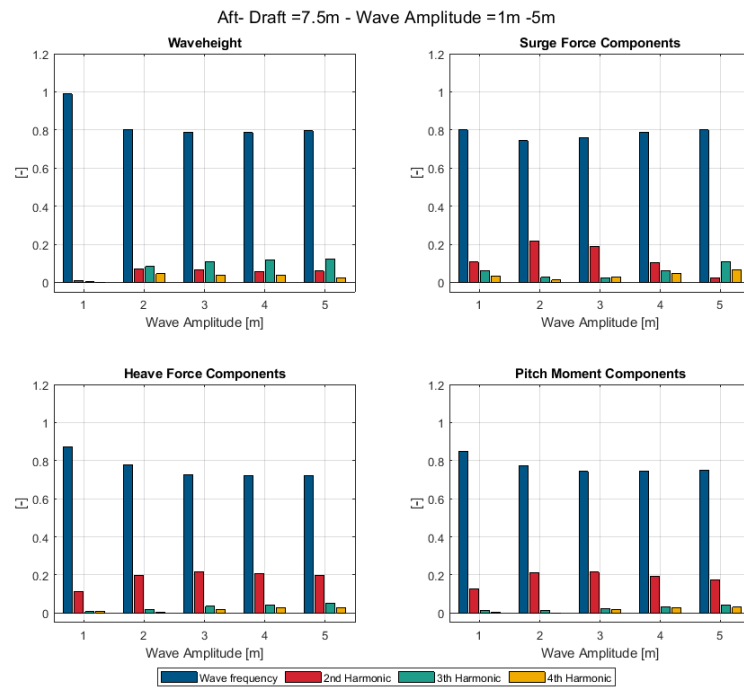 Aft- Draft =7.5m - Wave Amplitude =1m -5m
Waveheight
1.2
1
0.8
0.6
0.4
0.2
0
[-]
1 2 3 4 5
Wave Amplitude [m]
Surge Force Components
1.2
1
0.8
0.6
0.4
0.2
0
[-]
1 2 3 4 5
Wave Amplitude [m]
Heave Force Components
1.2
1
0.8
0.6
0.4
0.2
0
[-]
1 2 3 4 5
Wave Amplitude [m]
Pitch Moment Components
1.2
1
0.8
0.6
0.4
0.2
0
[-]
1 2 3 4 5
Wave Amplitude [m]
Wave frequency 2nd Harmonic 3th Harmonic 4th Harmonic